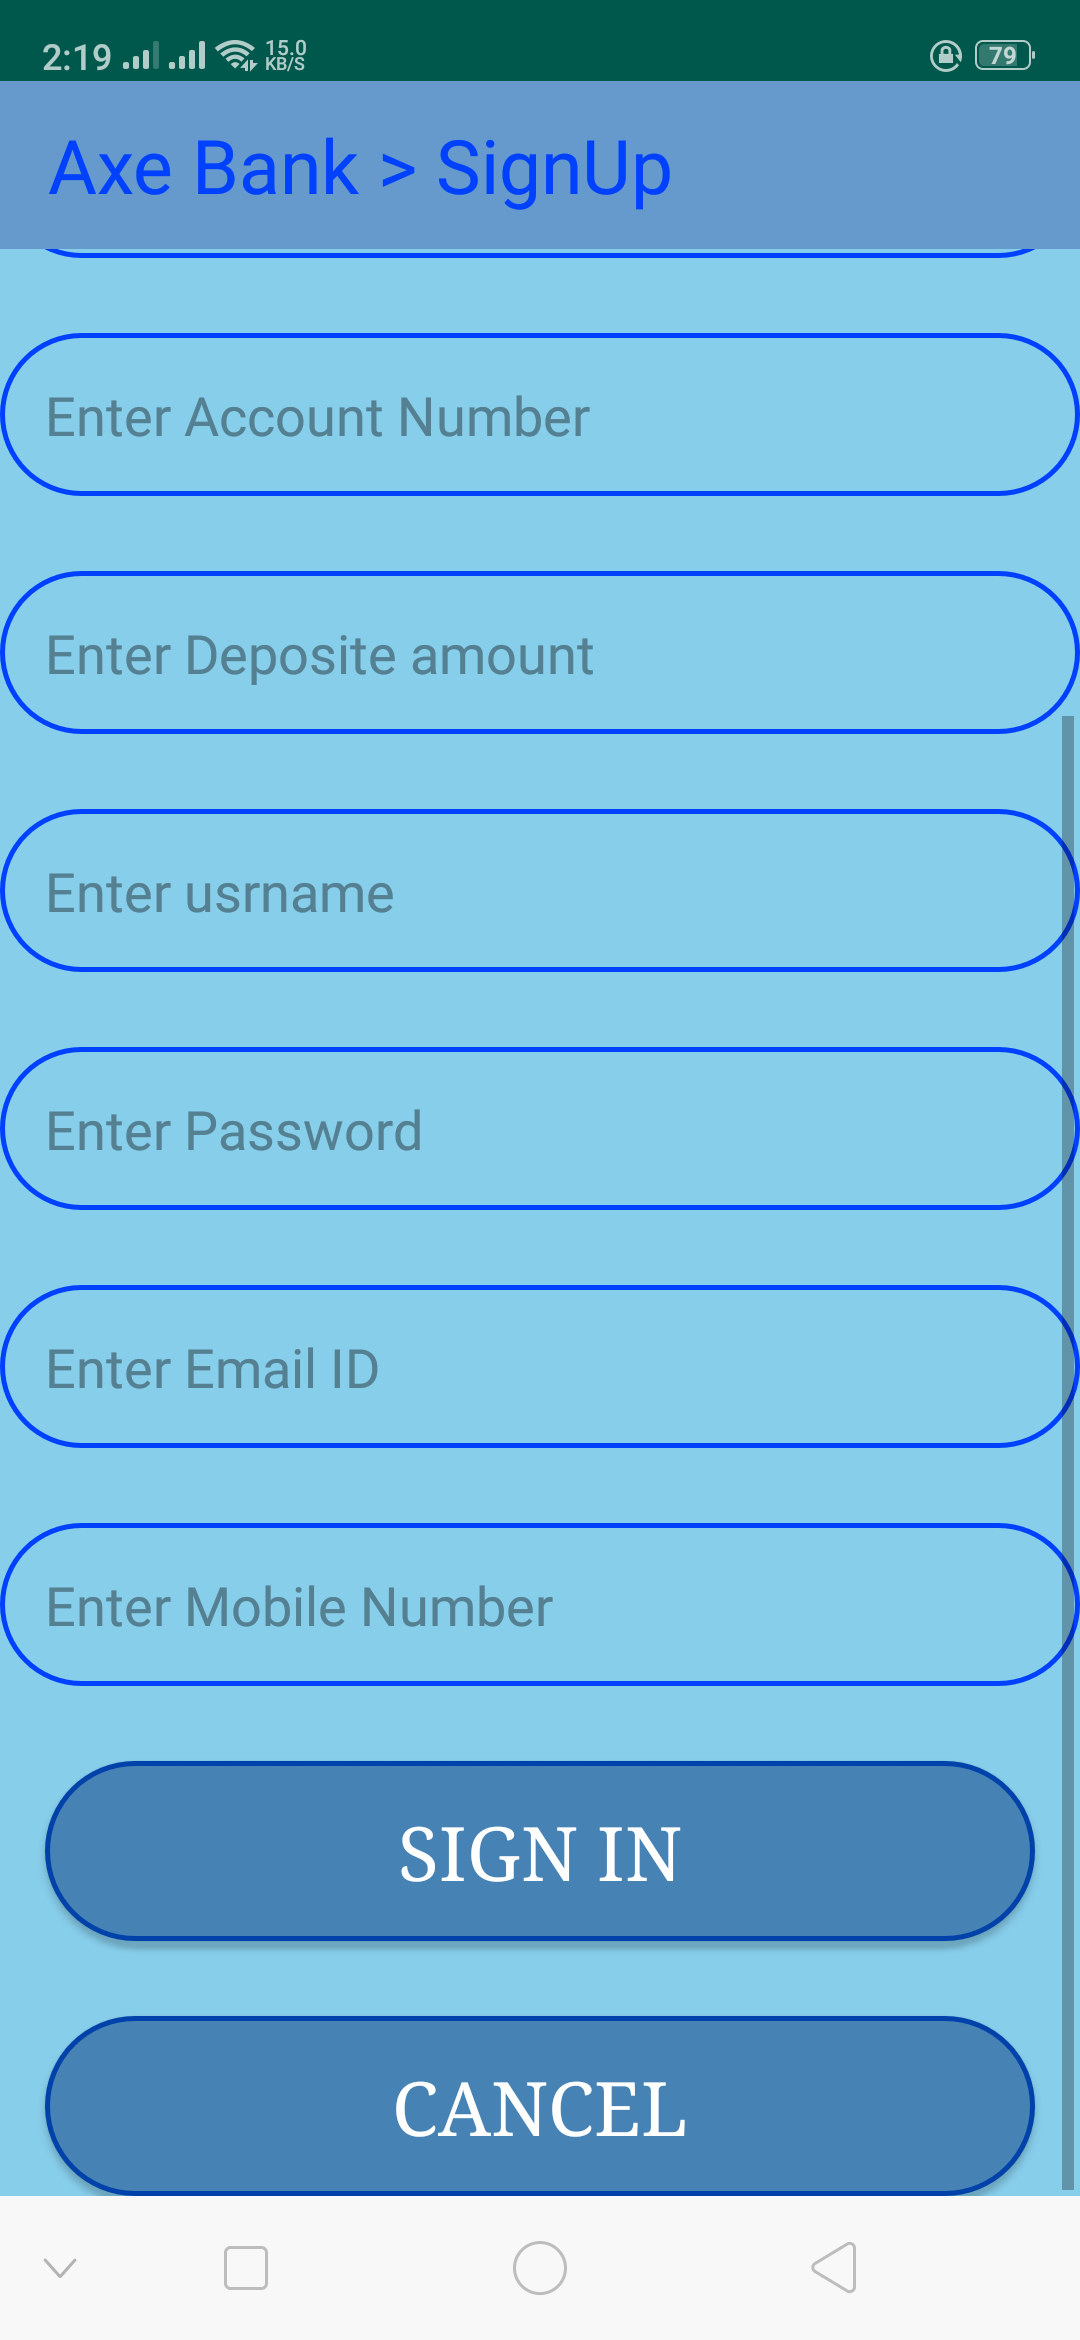 2:19 15.0 KB/S 79
Axe Bank > SignUp
Enter Account Number
Enter Deposite amount
Enter usrname
Enter Password
Enter Email ID
Enter Mobile Number
SIGN IN
CANCEL